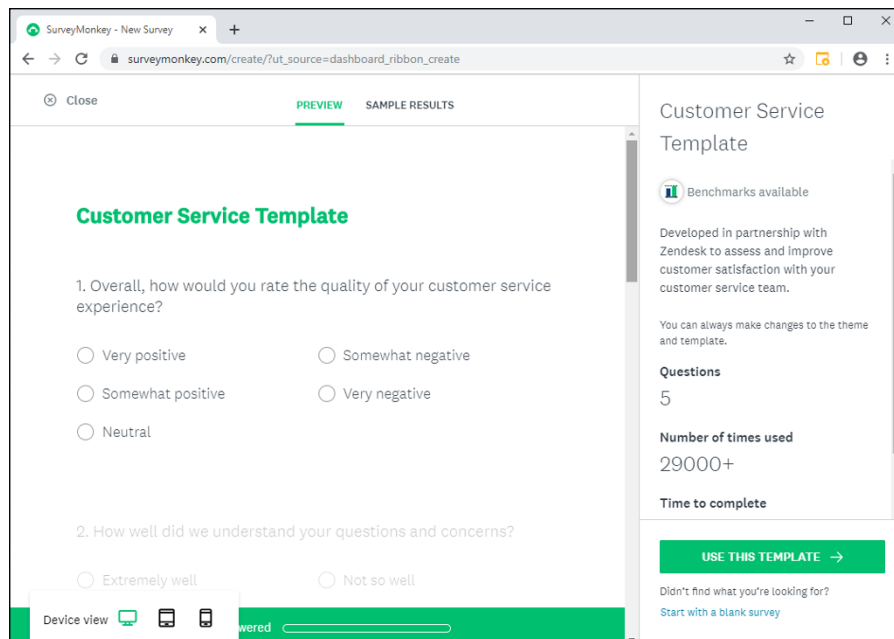 SurveyMonkey - New Survey
surveymonkey.com/create/?ut_source=dashboard_ribbon_create
Close
PREVIEW
SAMPLE RESULTS
Customer Service Template
1. Overall, how would you rate the quality of your customer service
experience?
Very positive
Somewhat negative
Somewhat positive
Very negative
Neutral
2. How well did we understand your questions and concerns?
Extremely well
Not so well
Device view
wered
Customer Service
Template
Benchmarks available
Developed in partnership with
Zendesk to assess and improve
customer satisfaction with your
customer service team.
You can always make changes to the theme
and template.
Questions
5
Number of times used
29000+
Time to complete
USE THIS TEMPLATE →
Didn't find what you're looking for?
Start with a blank survey